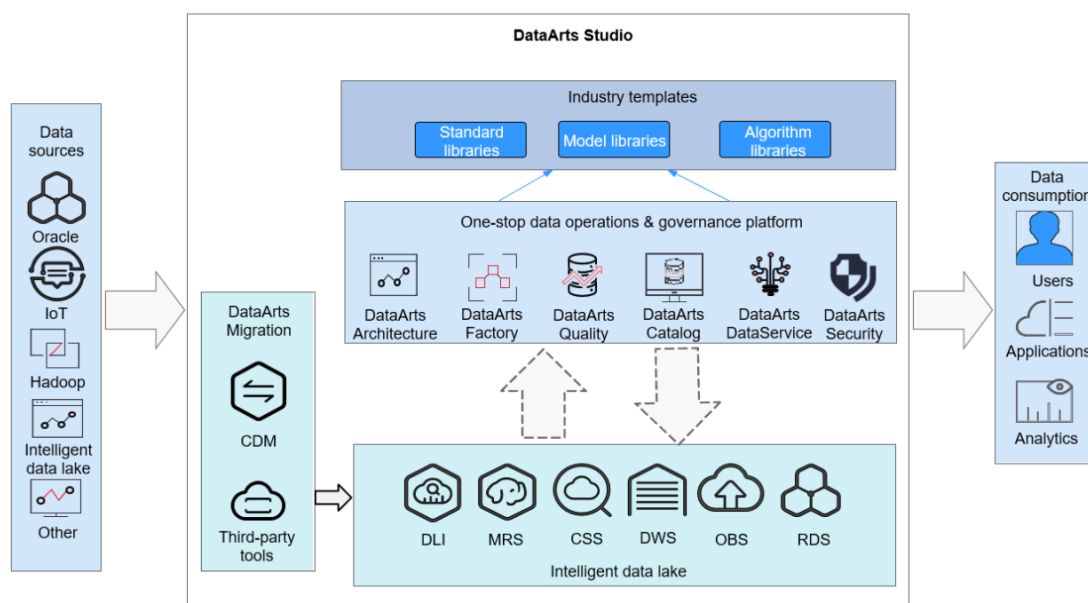 DataArts Studio
Data
sources
Oracle
IoT
Hadoop
Intelligent
data lake
Other
Industry templates
Standard
libraries
Model libraries
Algorithm
libraries
One-stop data operations & governance platform
DataArts
Architecture
DataArts
Factory
DataArts
Quality
DataArts
Catalog
DataArts
DataService
DataArts
Security
DataArts
Migration
CDM
Third-party
tools
DLI
MRS
CSS
DWS
OBS
RDS
Intelligent data lake
Data
consumption
Users
Applications
Analytics